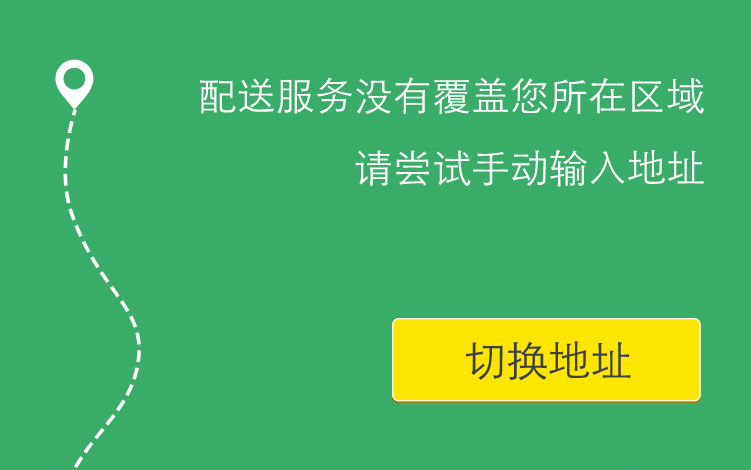 配送服务没有覆盖您所在区域
请尝试手动输入地址
切换地址